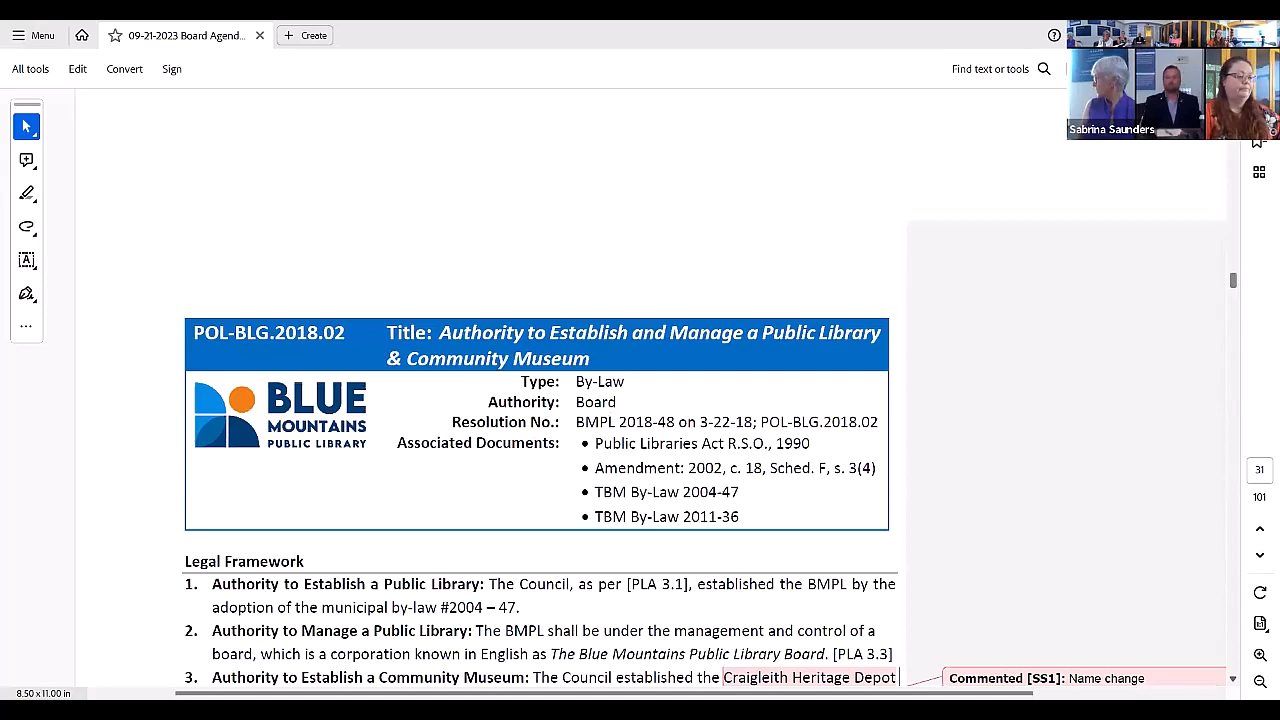 Menu
09-21-2023 Board Agend...
Create
All tools
Edit
Convert
Sign
Find text or tools
Sabrina Saunders
POL-BLG.2018.02
Title: Authority to Establish and Manage a Public Library
& Community Museum
BLUE
MOUNTAINS
PUBLIC LIBRARY
Type: By-Law
Authority: Board
Resolution No.: BMPL 2018-48 on 3-22-18; POL-BLG.2018.02
Associated Documents: • Public Libraries Act R.S.O., 1990
• Amendment: 2002, c. 18, Sched. F, s. 3(4)
• TBM By-Law 2004-47
• TBM By-Law 2011-36
Legal Framework
1. Authority to Establish a Public Library: The Council, as per [PLA 3.1], established the BMPL by the
adoption of the municipal by-law #2004 – 47.
2. Authority to Manage a Public Library: The BMPL shall be under the management and control of a
board, which is a corporation known in English as The Blue Mountains Public Library Board. [PLA 3.3]
3. Authority to Establish a Community Museum: The Council established the Craigleith Heritage Depot
Commented [SS1]: Name change
31
101
8.50 x 11.00 in